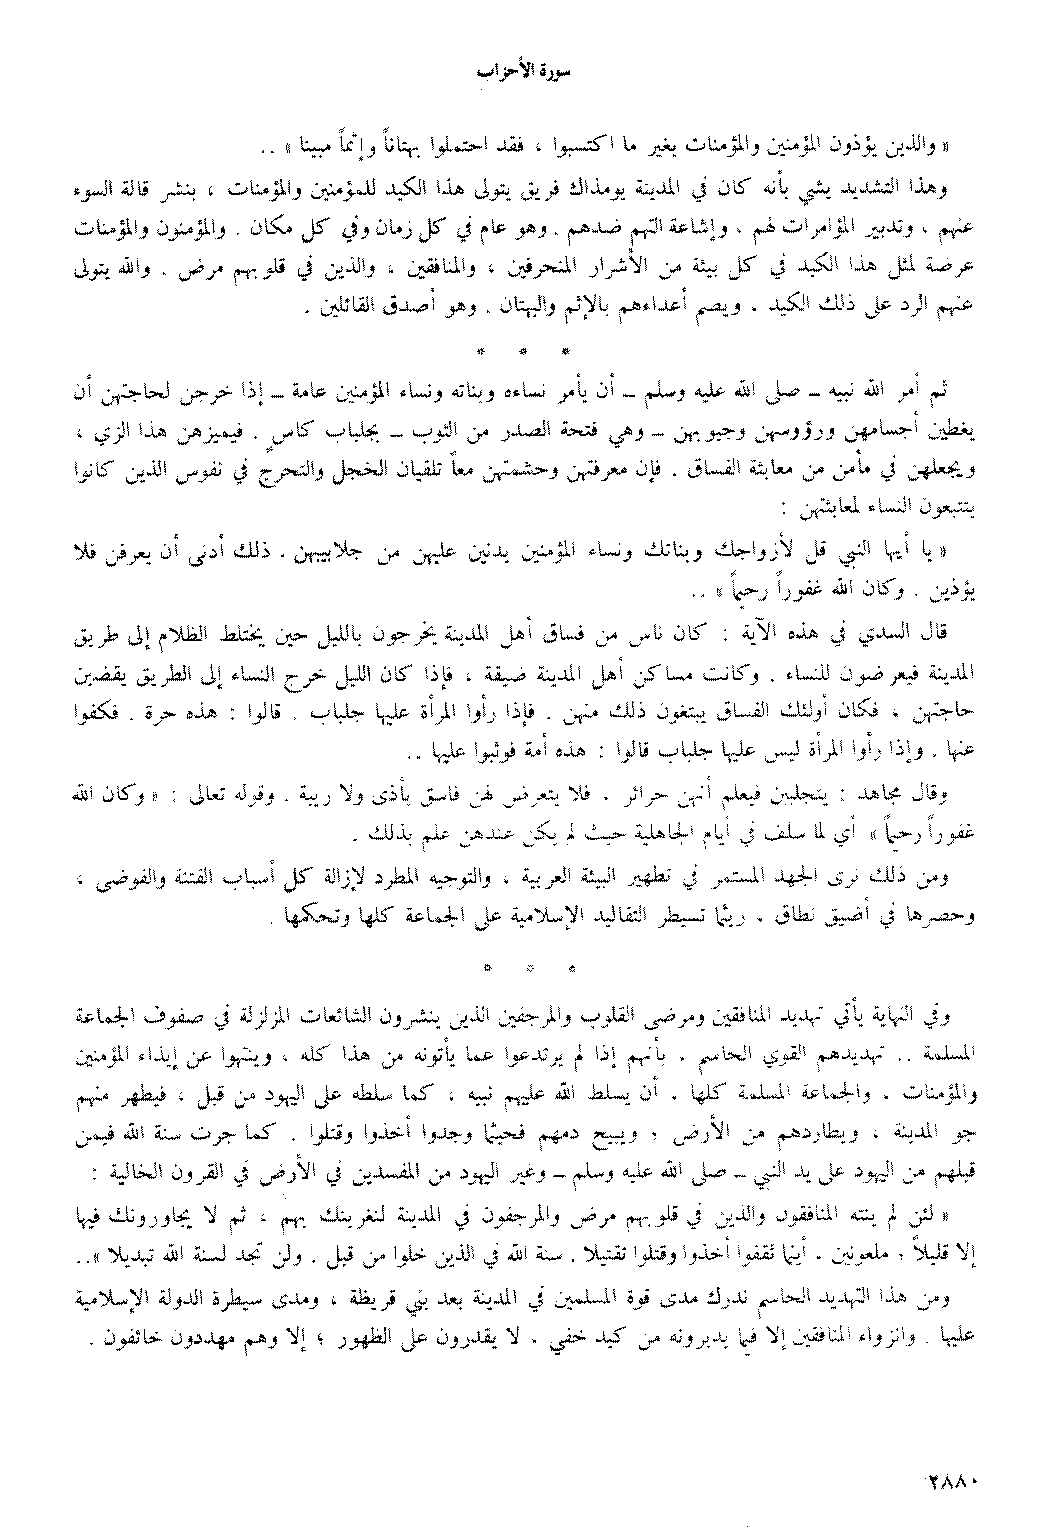 سورة الأحزاب
« والذين يؤذون المؤمنين والمؤمنات بغير ما اكتسبوا ، فقد احتملوا بهتاناً وإثماً مبينا » ..
وهذا التشديد يشي بأنه كان في المدينة يومذاك فريق يتولى هذا الكيد للمؤمنين والمؤمنات ، بنشر قالة السوء
عنهم ، وتدبير المؤامرات لهم ، وإشاعة التهم ضدهم . وهو عام في كل زمان وفي كل مكان . والمؤمنون والمؤمنات
عرضة لمثل هذا الكيد في كل بيئة من الأشرار المنحرفين ، والمنافقين ، والذين في قلوبهم مرض . والله يتولى
عنهم الرد على ذلك الكيد ، ويصم أعداءهم بالإثم والبهتان . وهو أصدق القائلين .
* * *
ثم أمر الله نبيه – صلى الله عليه وسلم – أن يأمر نساءه وبناته ونساء المؤمنين عامة – إذا خرجن لحاجتهن أن
يغطين أجسامهن ورؤوسهن وجيوبهن – وهي فتحة الصدر من الثوب – بجلباب كاسٍ . فيميزهن هذا الزي ،
ويجعلهن في مأمن من معابثة الفساق . فإن معرفتهن وحشمتهن معاً تلقيان الخجل والتحرج في نفوس الذين كانوا
يتتبعون النساء لمعابثتهن :
« يا أيها النبي قل لأزواجك وبناتك ونساء المؤمنين يدنين عليهن من جلابيبهن . ذلك أدنى أن يعرفن فلا
يؤذين . وكان الله غفوراً رحيماً » ..
قال السدي في هذه الآية : كان ناس من فساق أهل المدينة يخرجون بالليل حين يختلط الظلام إلى طريق
المدينة فيعرضون للنساء . وكانت مساكن أهل المدينة ضيقة ، فإذا كان الليل خرج النساء إلى الطريق يقضين
حاجتهن ، فكان أولئك الفساق يبتغون ذلك منهن . فإذا رأوا المرأة عليها جلباب . قالوا : هذه حرة . فكفوا
عنها . وإذا رأوا المرأة ليس عليها جلباب قالوا : هذه أمة فوثبوا عليها ..
وقال مجاهد : يتجلببن فيعلم أنهن حرائر . فلا يتعرض لهن فاسق بأذى ولا ريبة . وقوله تعالى : « وكان الله
غفوراً رحيماً » أي لما سلف في أيام الجاهلية حيث لم يكن عندهن علم بذلك .
ومن ذلك نرى الجهد المستمر في تطهير البيئة العربية ، والتوجيه المطرد لإزالة كل أسباب الفتنة والفوضى ،
وحصرها في أضيق نطاق ، ريثما تسيطر التقاليد الإسلامية على الجماعة كلها وتحكمها .
* * *
وفي النهاية يأتي تهديد المنافقين ومرضى القلوب والمرجفين الذين ينشرون الشائعات المزلزلة في صفوف الجماعة
المسلمة .. تهديدهم القوي الحاسم ، بأنهم إذا لم يرتدعوا عما يأتونه من هذا كله ، وينتهوا عن إيذاء المؤمنين
والمؤمنات ، والجماعة المسلمة كلها ، أن يسلط الله عليهم نبيه ، كما سلطه على اليهود من قبل ، فيطهر منهم
جو المدينة ، ويطاردهم من الأرض ؛ ويبيح دمهم فحيثما وجدوا أخذوا وقتلوا . كما جرت سنة الله فيمن
قبلهم من اليهود على يد النبي – صلى الله عليه وسلم – وغير اليهود من المفسدين في الأرض في القرون الخالية :
« لئن لم ينته المنافقون والذين في قلوبهم مرض والمرجفون في المدينة لنغرينك بهم ، ثم لا يجاورونك فيها
إلا قليلاً ؛ ملعونين . أينما ثقفوا أخذوا وقتلوا تقتيلا . سنة الله في الذين خلوا من قبل . ولن تجد لسنة الله تبديلا »..
ومن هذا التهديد الحاسم ندرك مدى قوة المسلمين في المدينة بعد بني قريظة ، ومدى سيطرة الدولة الإسلامية
عليها . وانزواء المنافقين إلا فيما يدبرونه من كيد خفي ، لا يقدرون على الظهور ؛ إلا وهم مهددون خائفون .
٢٨٨٠